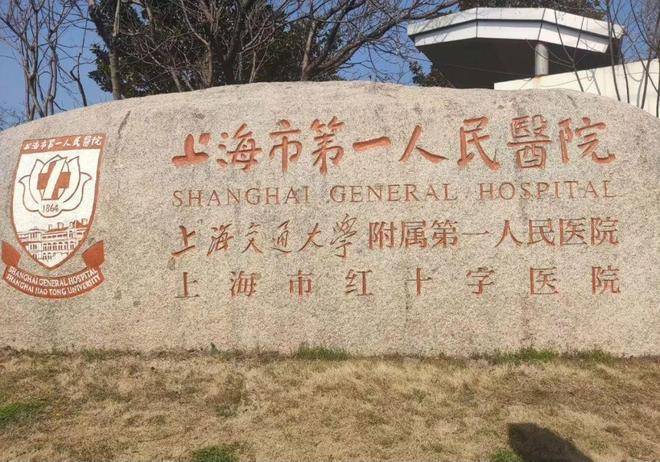 上海市第一人民醫院
1864
SHANGHAI GENERAL HOSPITAL
SHANGHAI JIAO TONG UNIVERSITY
上海市第一人民醫院
SHANGHAI GENERAL HOSPITAL
上海交通大學附属第一人民医院
上海市红十字医院